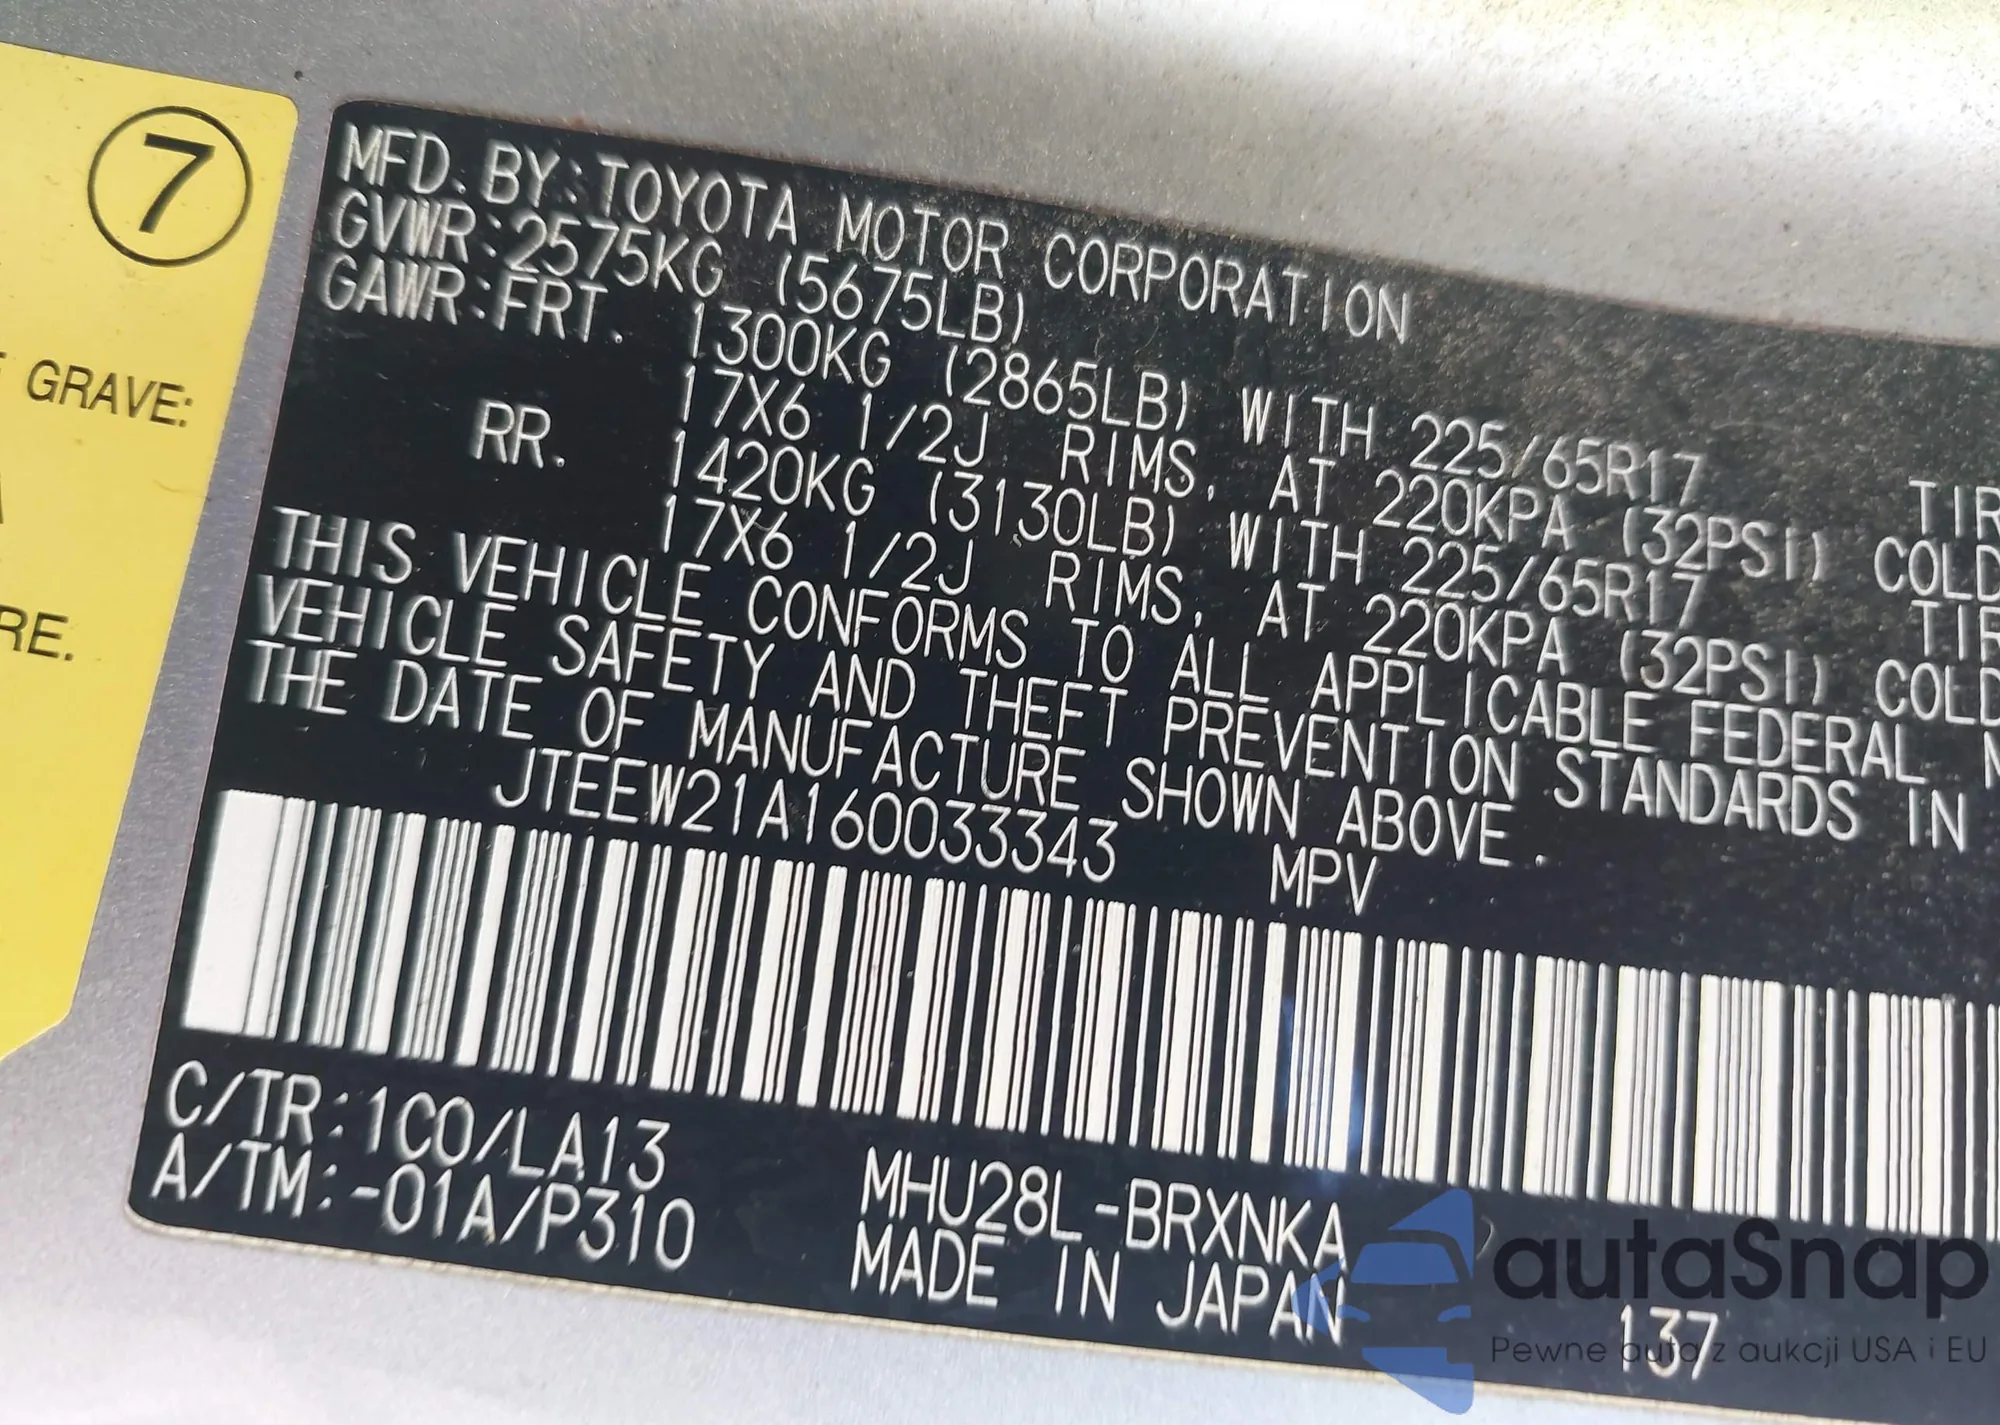 7
GRAVE:
RE.
MFD. BY:TOYOTA MOTOR CORPORATION
GVWR:2575KG (5675LB)
GAWR:FRT. 1300KG (2865LB) WITH 225/65R17 TIR
17X6 1/2J RIMS, AT 220KPA (32PSI) COLD
RR. 1420KG (3130LB) WITH 225/65R17 TIR
17X6 1/2J RIMS, AT 220KPA (32PSI) COLD
THIS VEHICLE CONFORMS TO ALL APPLICABLE FEDERAL M
VEHICLE SAFETY AND THEFT PREVENTION STANDARDS IN
THE DATE OF MANUFACTURE SHOWN ABOVE.
JTEEW21A160033343 MPV
C/TR:1C0/LA13
A/TM:-01A/P310
MHU28L-BRXNKA
MADE IN JAPAN
137
autaSnap
Pewne auta z aukcji USA i EU